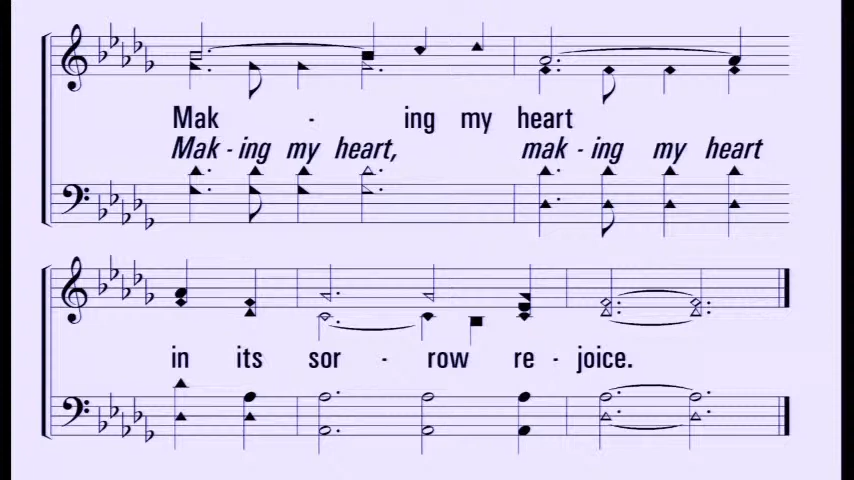 Mak - ing my heart
Mak - ing my heart, mak - ing my heart
in its sor - row re - joice.